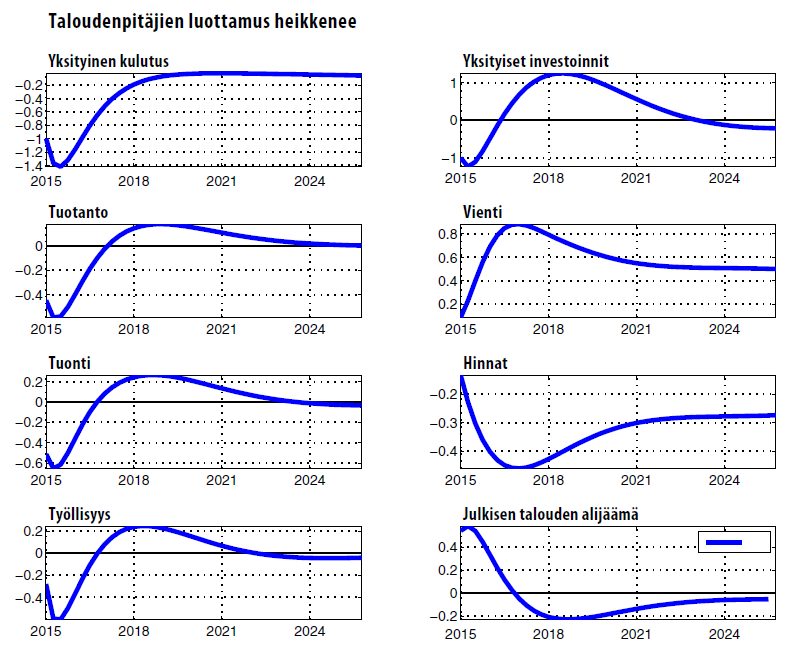 Taloudenpitäjien luottamus heikkenee
Yksityinen kulutus
−0.2
−0.4
−0.6
−0.8
−1
−1.2
−1.4
2015 2018 2021 2024
Yksityiset investoinnit
1
0
−1
2015 2018 2021 2024
Tuotanto
0
−0.2
−0.4
2015 2018 2021 2024
Vienti
0.8
0.6
0.4
0.2
2015 2018 2021 2024
Tuonti
0.2
0
−0.2
−0.4
−0.6
2015 2018 2021 2024
Hinnat
−0.2
−0.3
−0.4
2015 2018 2021 2024
Työllisyys
0.2
0
−0.2
−0.4
2015 2018 2021 2024
Julkisen talouden alijäämä
0.4
0.2
0
−0.2
2015 2018 2021 2024